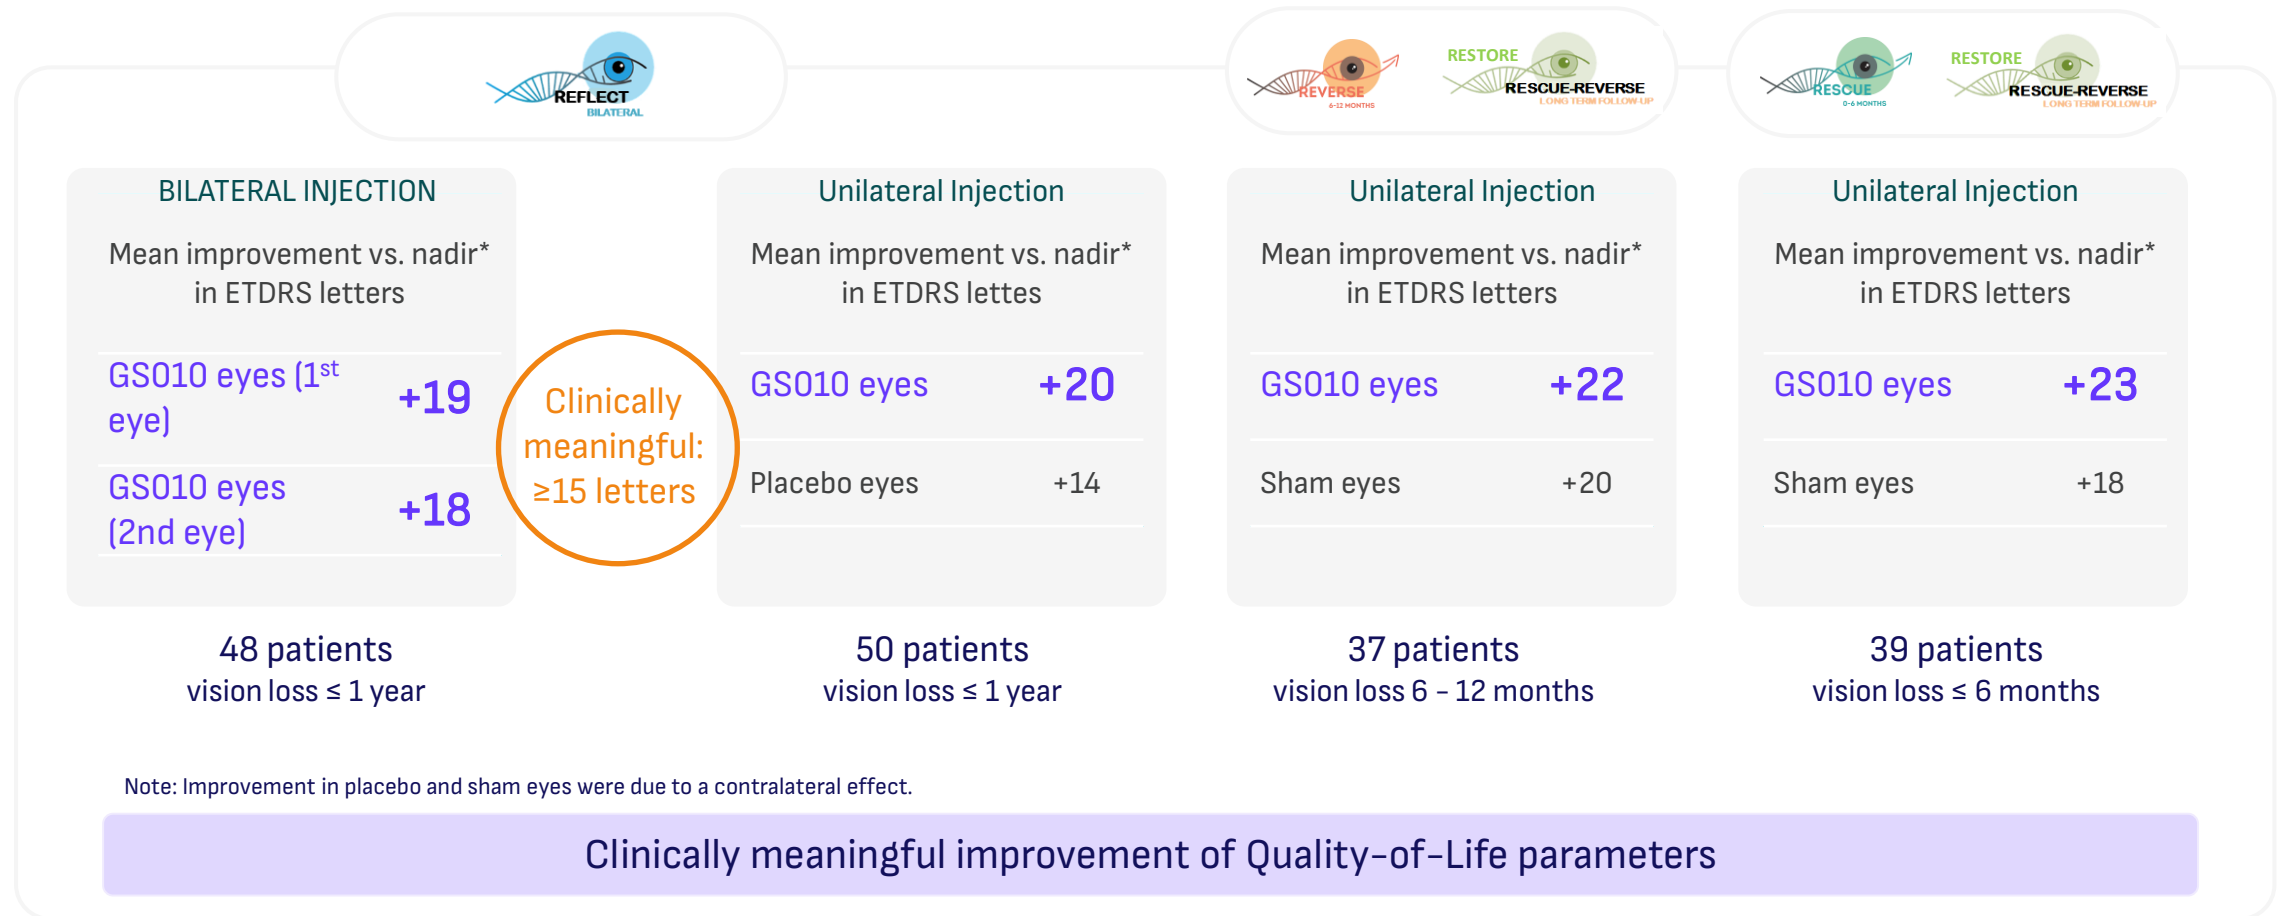 REFLECT
BILATERAL
REVERSE
6-12 MONTHS
RESTORE
RESCUE-REVERSE
LONG TERM FOLLOW-UP
RESCUE
0-6 MONTHS
RESTORE
RESCUE-REVERSE
LONG TERM FOLLOW-UP
BILATERAL INJECTION
Mean improvement vs. nadir*
in ETDRS letters
GS010 eyes (1st
eye)
+19
GS010 eyes
(2nd eye)
+18
Clinically
meaningful:
≥15 letters
Unilateral Injection
Mean improvement vs. nadir*
in ETDRS lettes
GS010 eyes +20
Placebo eyes +14
Unilateral Injection
Mean improvement vs. nadir*
in ETDRS letters
GS010 eyes +22
Sham eyes +20
Unilateral Injection
Mean improvement vs. nadir*
in ETDRS letters
GS010 eyes +23
Sham eyes +18
48 patients
vision loss ≤ 1 year
50 patients
vision loss ≤ 1 year
37 patients
vision loss 6 - 12 months
39 patients
vision loss ≤ 6 months
Note: Improvement in placebo and sham eyes were due to a contralateral effect.
Clinically meaningful improvement of Quality-of-Life parameters